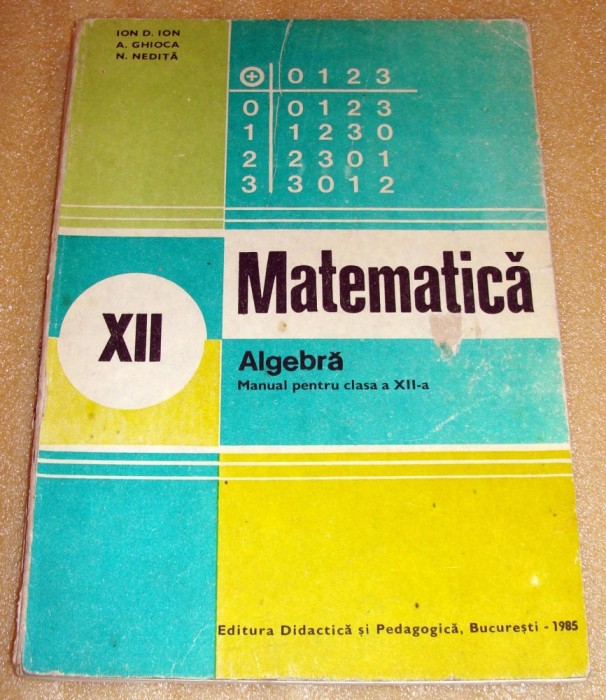 ION D. ION
A. GHIOCA
N. NEDIȚĂ
⊕ 0 1 2 3
0 0 1 2 3
1 1 2 3 0
2 2 3 0 1
3 3 0 1 2
Matematică
XII
Algebră
Manual pentru clasa a XII-a
Editura Didactică și Pedagogică, București - 1985